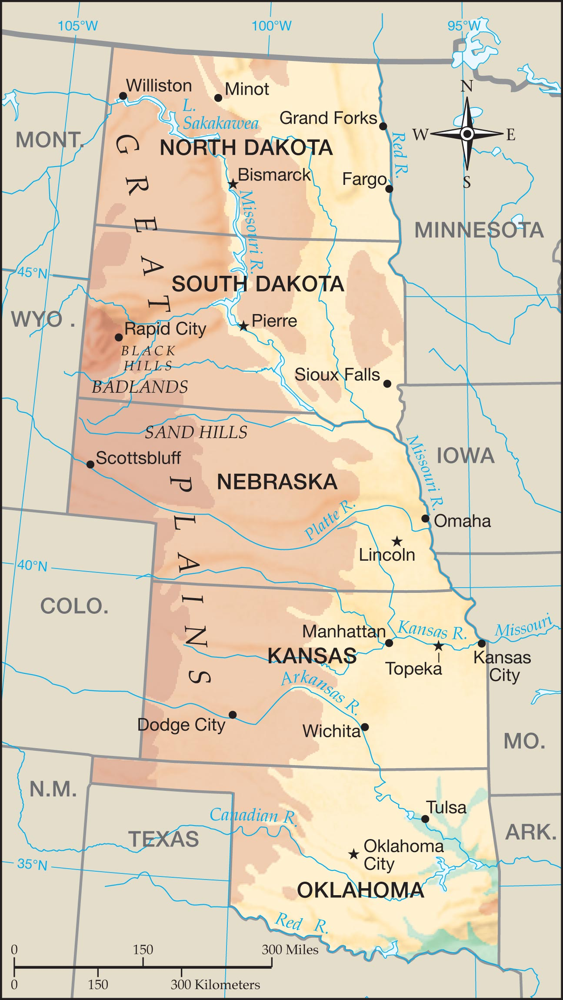 105°W
100°W
95°W
N
Williston
Minot
L.
Sakakawea
Grand Forks
W
E
MONT.
NORTH DAKOTA
Red R.
S
Bismarck
Fargo
Missouri R.
MINNESOTA
GREAT
45°N
SOUTH DAKOTA
WYO .
Pierre
Rapid City
BLACK
HILLS
Sioux Falls
BADLANDS
SAND HILLS
Missouri R.
IOWA
Scottsbluff
NEBRASKA
PLAINS
Platte R.
Omaha
Lincoln
40°N
COLO.
Manhattan
Kansas R.
Missouri
KANSAS
Topeka
Kansas
City
Arkansas R.
Dodge City
Wichita
MO.
N.M.
Tulsa
Canadian R.
TEXAS
ARK.
Oklahoma
City
35°N
OKLAHOMA
Red R.
0 150 300 Miles
0 150 300 Kilometers